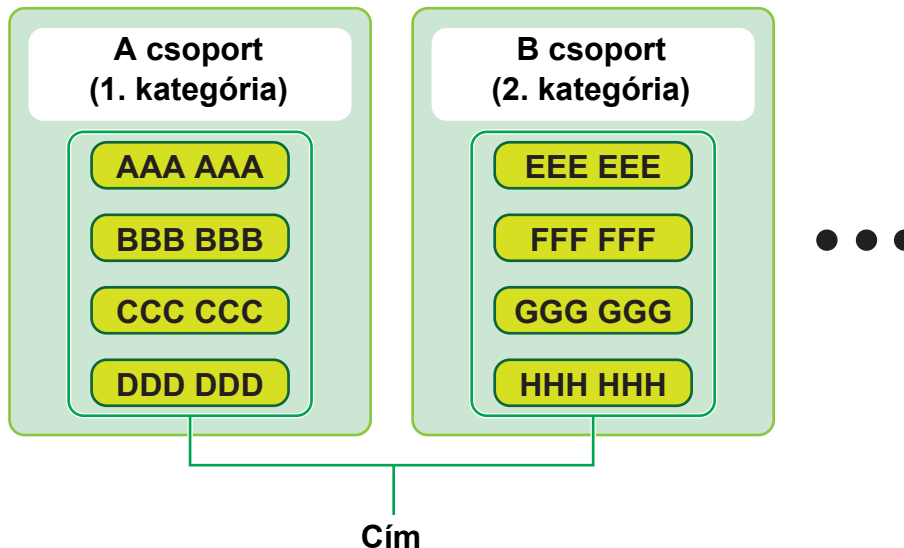 A csoport
(1. kategória)
AAA AAA
BBB BBB
CCC CCC
DDD DDD
B csoport
(2. kategória)
EEE EEE
FFF FFF
GGG GGG
HHH HHH
Cím